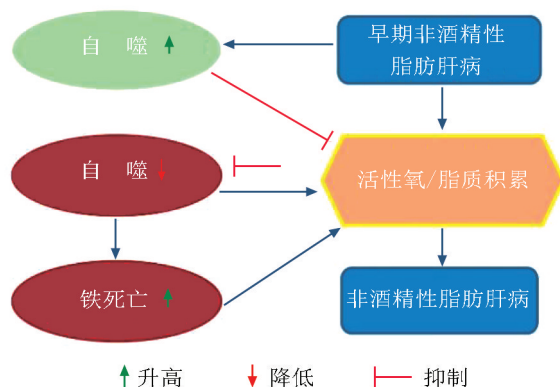 自 噬
早期非酒精性
脂肪肝病
自 噬
活性氧/脂质积累
铁死亡
非酒精性脂肪肝病
升高
降低
抑制